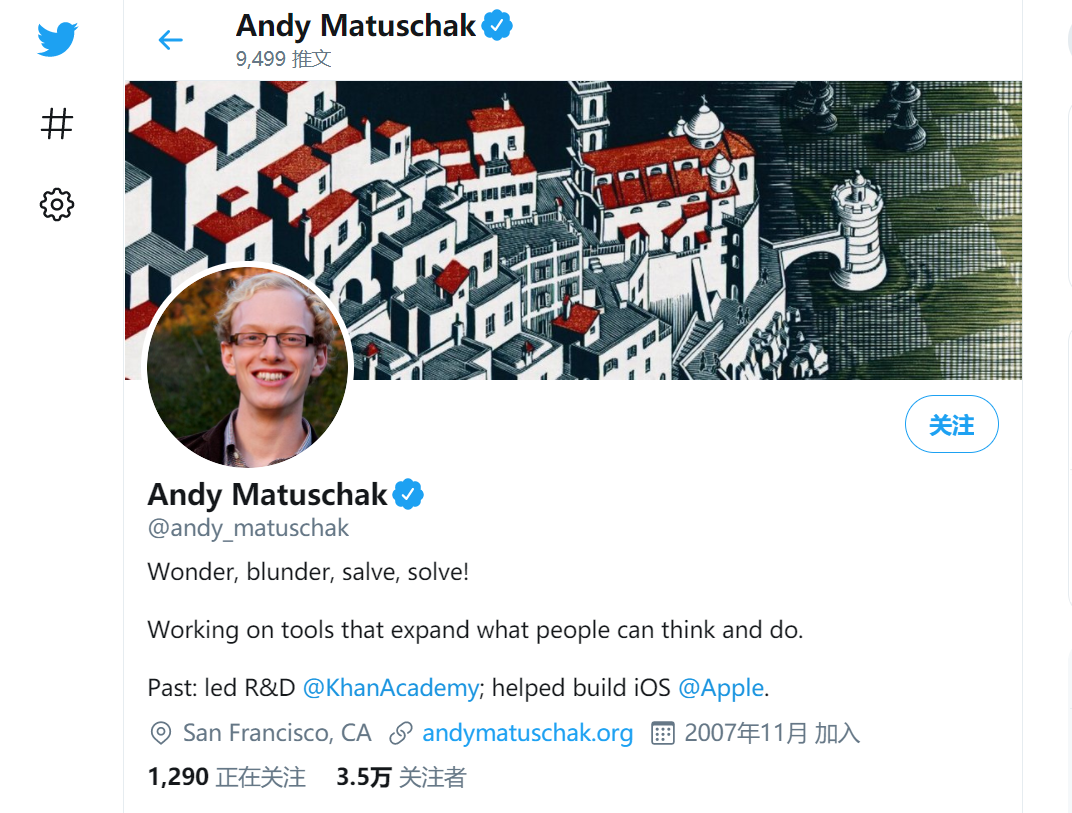 Andy Matuschak
9,499 推文
关注
Andy Matuschak
@andy_matuschak
Wonder, blunder, salve, solve!
Working on tools that expand what people can think and do.
Past: led R&D @KhanAcademy; helped build iOS @Apple.
San Francisco, CA andymatuschak.org 2007年11月 加入
1,290 正在关注 3.5万 关注者